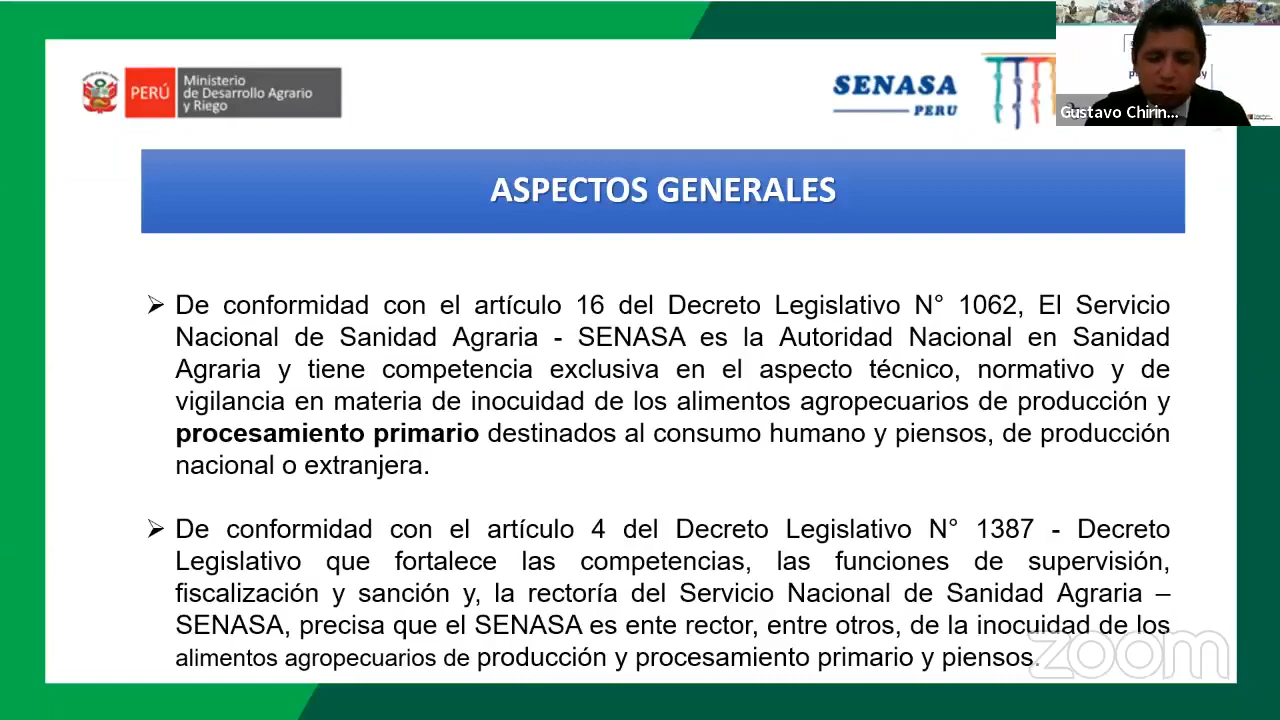 PERÚ
Ministerio
de Desarrollo Agrario
y Riego
SENASA
PERU
Gustavo Chirin...
ASPECTOS GENERALES
➢ De conformidad con el artículo 16 del Decreto Legislativo N° 1062, El Servicio
Nacional de Sanidad Agraria - SENASA es la Autoridad Nacional en Sanidad
Agraria y tiene competencia exclusiva en el aspecto técnico, normativo y de
vigilancia en materia de inocuidad de los alimentos agropecuarios de producción y
procesamiento primario destinados al consumo humano y piensos, de producción
nacional o extranjera.
➢ De conformidad con el artículo 4 del Decreto Legislativo N° 1387 - Decreto
Legislativo que fortalece las competencias, las funciones de supervisión,
fiscalización y sanción y, la rectoría del Servicio Nacional de Sanidad Agraria –
SENASA, precisa que el SENASA es ente rector, entre otros, de la inocuidad de los
alimentos agropecuarios de producción y procesamiento primario y piensos.
zoom